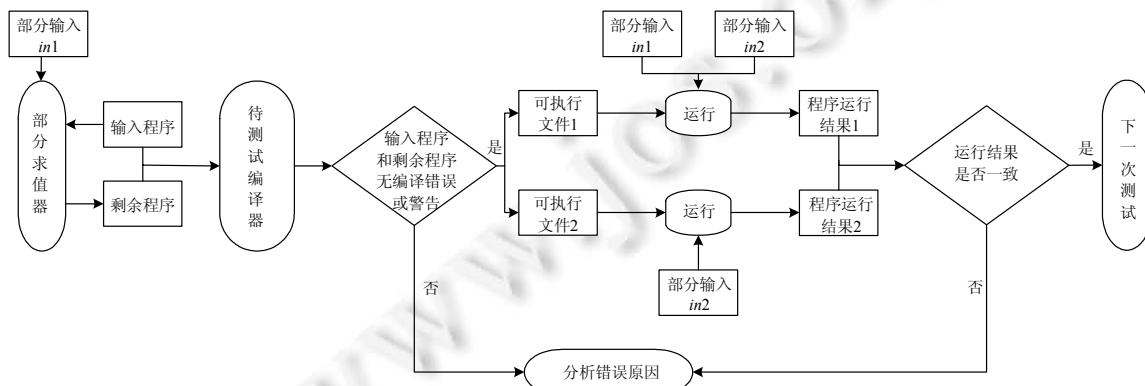 部分输入
in1
部分求值器
输入程序
剩余程序
待测试编译器
输入程序
和剩余程序
无编译错误
或警告
是
否
可执行
文件1
可执行
文件2
部分输入
in1
部分输入
in2
运行
运行
部分输入
in2
程序运行
结果1
程序运行
结果2
运行结果
是否一致
是
否
下一次测试
分析错误原因
www.jos.o